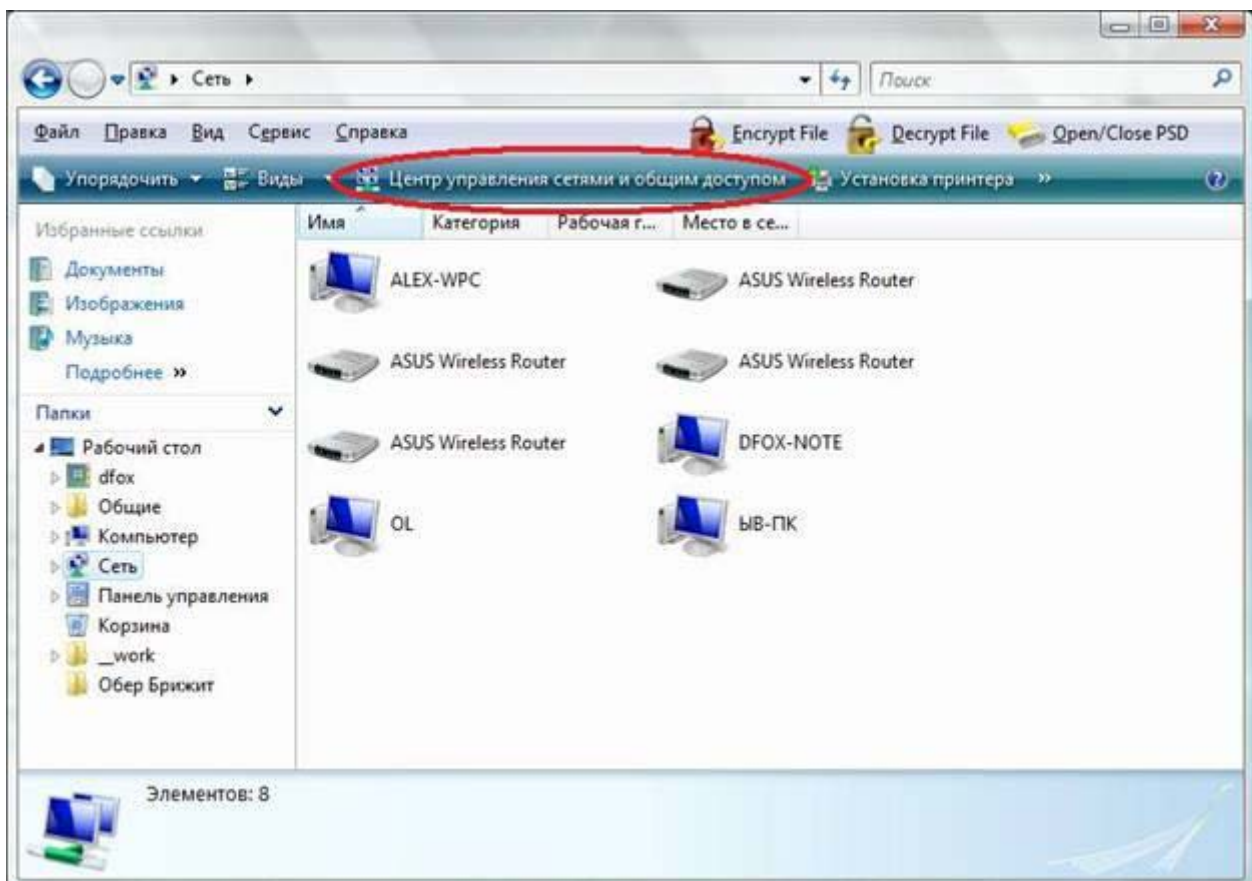 Сеть
Поиск
Файл Правка Вид Сервис Справка Encrypt File Decrypt File Open/Close PSD
Упорядочить Виды Центр управления сетями и общим доступом Установка принтера »
Избранные ссылки
Документы
Изображения
Музыка
Подробнее »
Папки
Рабочий стол
dfox
Общие
Компьютер
Сеть
Панель управления
Корзина
__work
Обер Брижит
Имя Категория Рабочая г... Место в се...
ALEX-WPC ASUS Wireless Router
ASUS Wireless Router ASUS Wireless Router
ASUS Wireless Router DFOX-NOTE
OL ЫВ-ПК
Элементов: 8